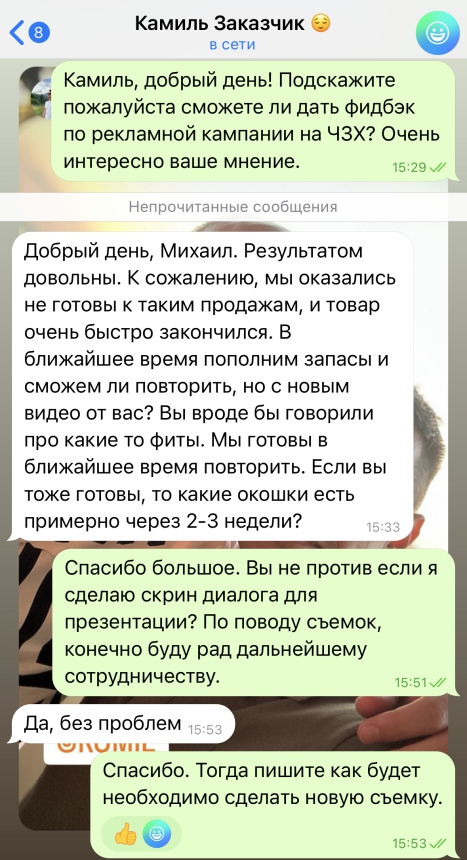 8
Камиль Заказчик 😌
в сети
Камиль, добрый день! Подскажите
пожалуйста сможете ли дать фидбэк
по рекламной кампании на ЧЗХ? Очень
интересно ваше мнение.
15:29
Непрочитанные сообщения
Добрый день, Михаил. Результатом
довольны. К сожалению, мы оказались
не готовы к таким продажам, и товар
очень быстро закончился. В
ближайшее время пополним запасы и
сможем ли повторить, но с новым
видео от вас? Вы вроде бы говорили
про какие то фиты. Мы готовы в
ближайшее время повторить. Если вы
тоже готовы, то какие окошки есть
примерно через 2-3 недели?
15:33
Спасибо большое. Вы не против если я
сделаю скрин диалога для
презентации? По поводу съемок,
конечно буду рад дальнейшему
сотрудничеству.
15:51
Да, без проблем
15:53
Спасибо. Тогда пишите как будет
необходимо сделать новую съемку.
👍
15:53